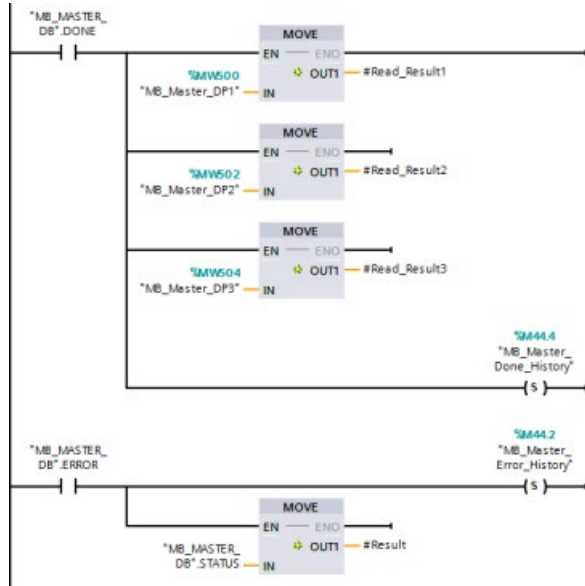 "MB_MASTER_
DB".DONE
MOVE
EN ENO
%MW500
"MB_Master_DP1" IN
OUT1 #Read_Result1
MOVE
EN ENO
%MW502
"MB_Master_DP2" IN
OUT1 #Read_Result2
MOVE
EN ENO
%MW504
"MB_Master_DP3" IN
OUT1 #Read_Result3
%M44.4
"MB_Master_
Done_History"
S
"MB_MASTER_
DB".ERROR
%M44.2
"MB_Master_
Error_History"
S
MOVE
EN ENO
"MB_MASTER_
DB".STATUS IN
OUT1 #Result